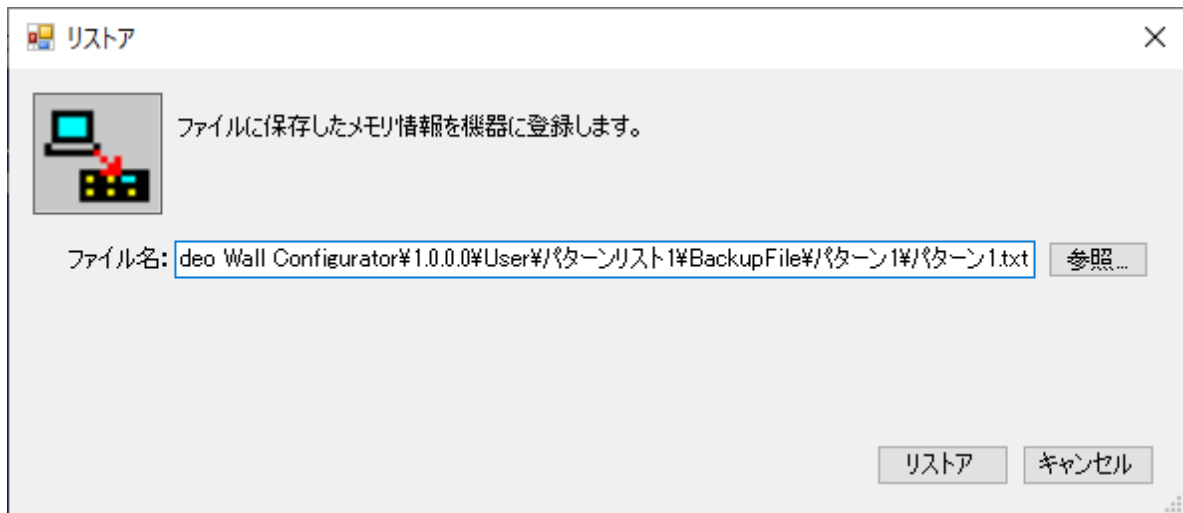 リストア
ファイルに保存したメモリ情報を機器に登録します。
ファイル名: deo Wall Configurator¥1.0.0.0¥User¥パターンリスト1¥BackupFile¥パターン1¥パターン1.txt 参照...
リストア キャンセル